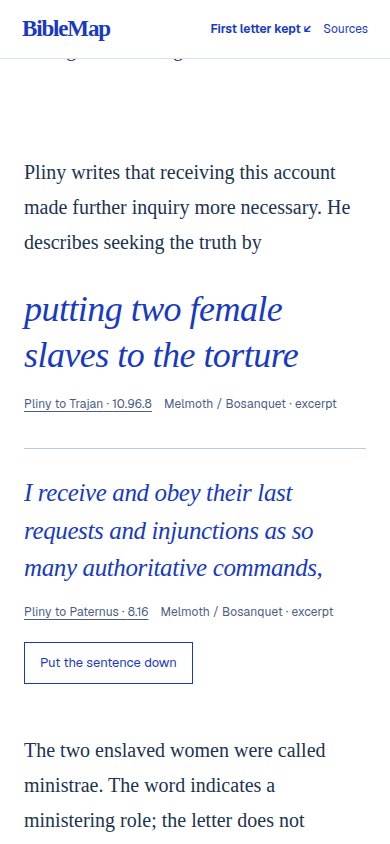 BibleMap
First letter kept ↙ Sources
Pliny writes that receiving this account
made further inquiry more necessary. He
describes seeking the truth by
putting two female
slaves to the torture
Pliny to Trajan · 10.96.8 Melmoth / Bosanquet · excerpt
I receive and obey their last
requests and injunctions as so
many authoritative commands,
Pliny to Paternus · 8.16 Melmoth / Bosanquet · excerpt
Put the sentence down
The two enslaved women were called
ministrae. The word indicates a
ministering role; the letter does not